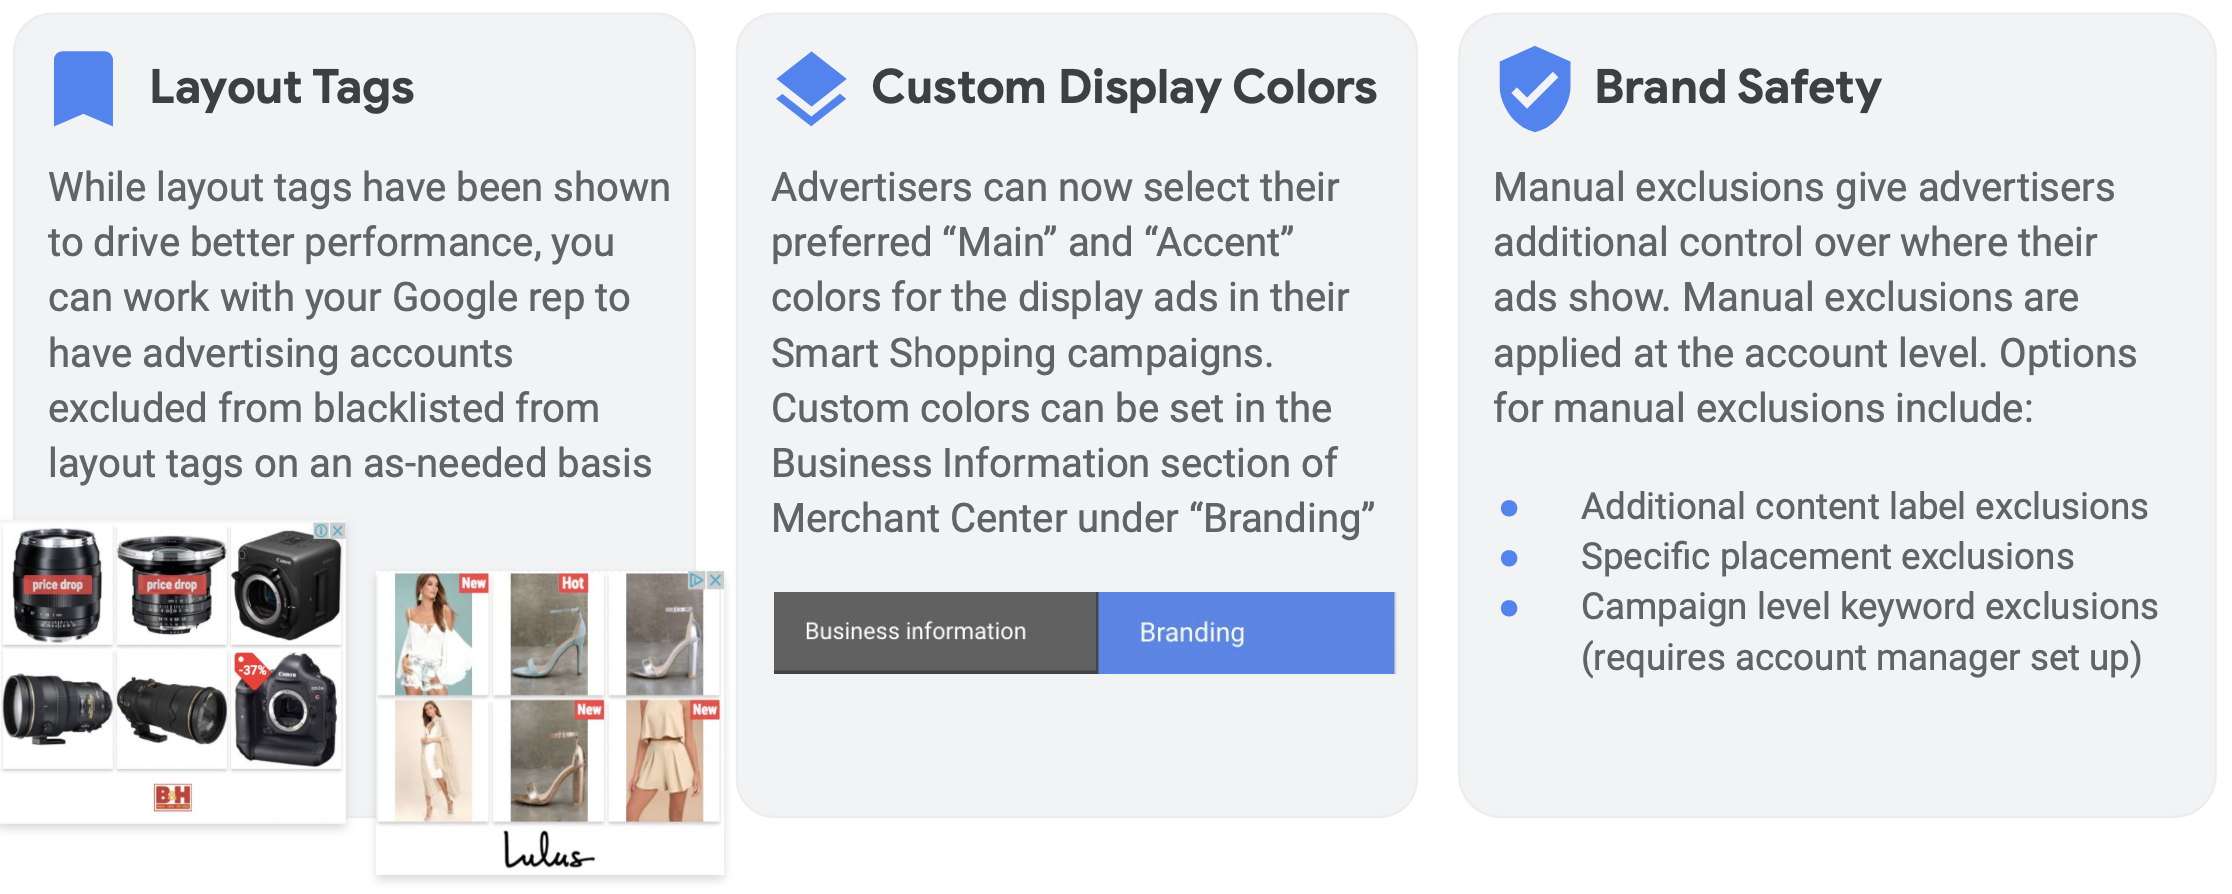 Layout Tags
While layout tags have been shown
to drive better performance, you
can work with your Google rep to
have advertising accounts
excluded from blacklisted from
layout tags on an as-needed basis
price drop
price drop
Canon
-37%
Canon
B&H
New
Hot
New
New
Lulus
Custom Display Colors
Advertisers can now select their
preferred “Main” and “Accent”
colors for the display ads in their
Smart Shopping campaigns.
Custom colors can be set in the
Business Information section of
Merchant Center under “Branding”
Business information
Branding
Brand Safety
Manual exclusions give advertisers
additional control over where their
ads show. Manual exclusions are
applied at the account level. Options
for manual exclusions include:
● Additional content label exclusions
● Specific placement exclusions
● Campaign level keyword exclusions
(requires account manager set up)